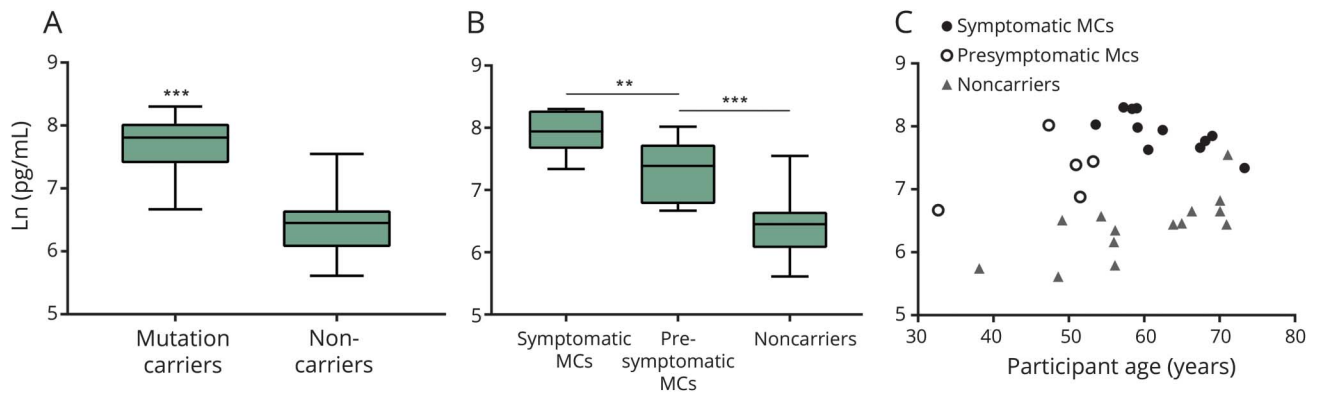 A
Ln (pg/mL)
9
8
7
6
5
***
Mutation
carriers
Non-
carriers
B
9
8
7
6
5
**
***
Symptomatic
MCs
Pre-
symptomatic
MCs
Noncarriers
C
Symptomatic MCs
Presymptomatic Mcs
Noncarriers
9
8
7
6
5
30 40 50 60 70 80
Participant age (years)